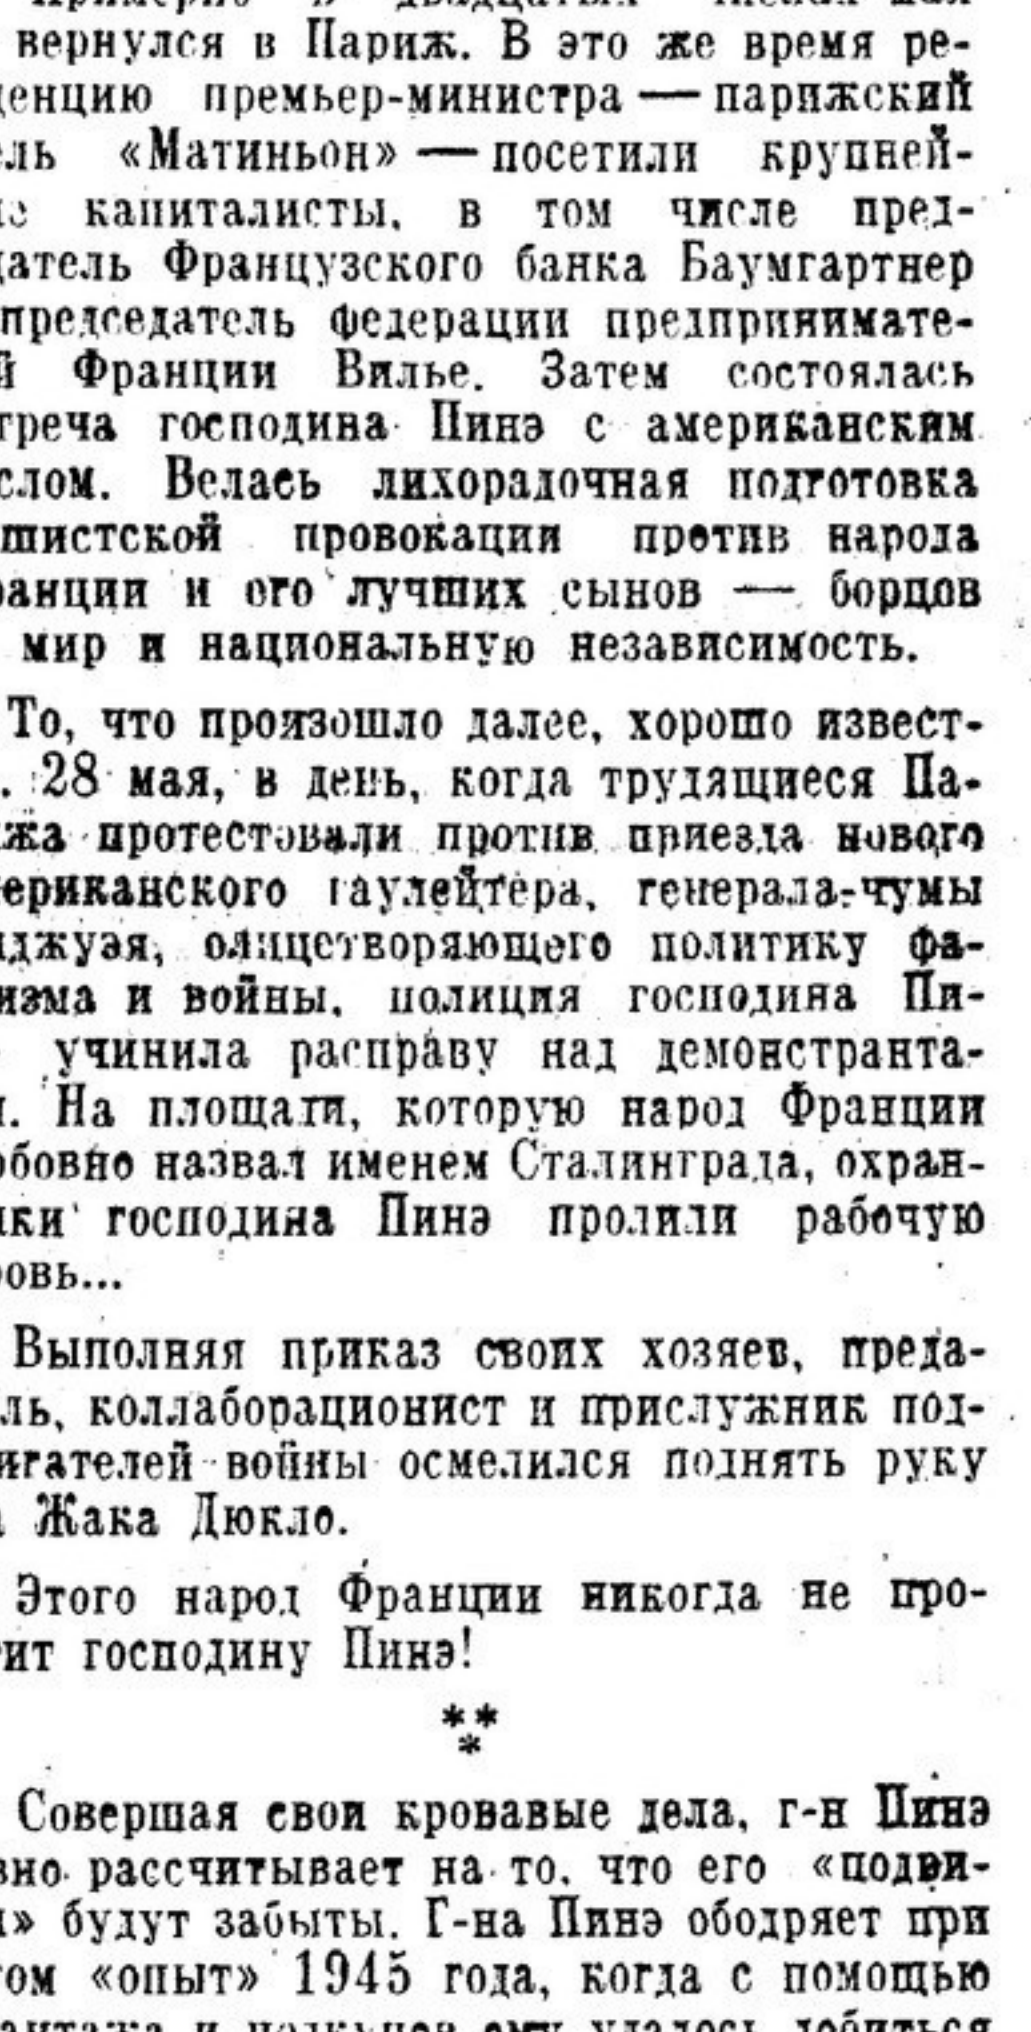 вернулся в Париж. В это же время ре-
денцию премьер-министра — парижский
ель «Матиньон» — посетили крупней-
капиталисты, в том числе пред-
датель Французского банка Баумгартнер
председатель федерации предпринимате-
й Франции Вилье. Затем состоялась
треча господина Пинэ с американским
слом. Велась лихорадочная подготовка
шистской провокации против народа
ранции и его лучших сынов — борцов
мир и национальную независимость.
То, что произошло далее, хорошо извест-
. 28 мая, в день, когда трудящиеся Па-
жа протестовали против приезда нового
ериканского гаулейтера, генерала-чумы
иджуэя, олицетворяющего политику фа-
изма и войны, полиция господина Пи-
учинила расправу над демонстранта-
и. На площади, которую народ Франции
юбовно назвал именем Сталинграда, охран-
ики господина Пинэ пролили рабочую
ровь...
Выполняя приказ своих хозяев, преда-
ль, коллаборационист и прислужник под-
игателей войны осмелился поднять руку
а Жака Дюкло.
Этого народ Франции никогда не про-
тит господину Пинэ!
***
Совершая свои кровавые дела, г-н Пинэ
вно рассчитывает на то, что его «подви-
и» будут забыты. Г-на Пинэ ободряет при
том «опыт» 1945 года, когда с помощью